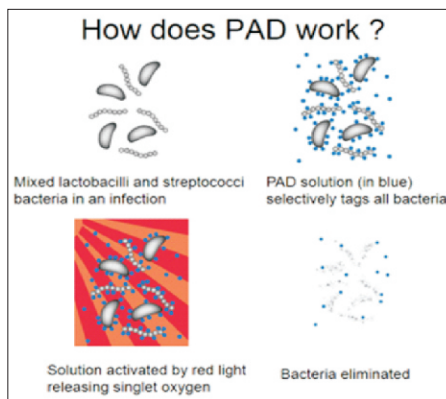 How does PAD work ?
Mixed lactobacilli and streptococci
bacteria in an infection
PAD solution (in blue)
selectively tags all bacteria
Solution activated by red light
releasing singlet oxygen
Bacteria eliminated